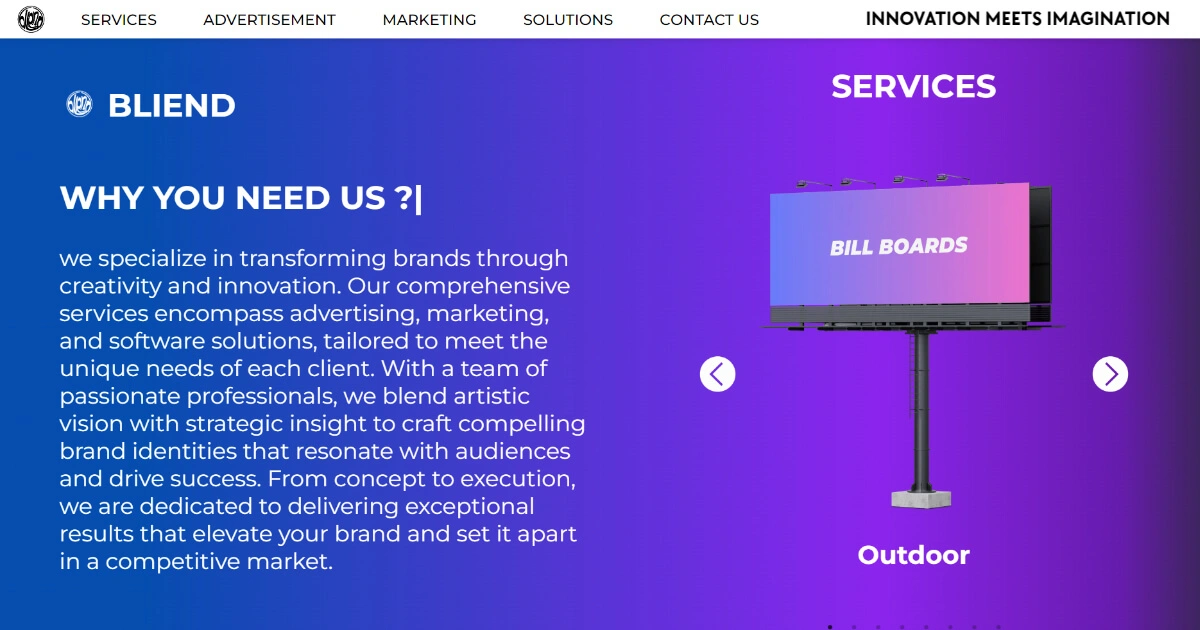 SERVICES ADVERTISEMENT MARKETING SOLUTIONS CONTACT US INNOVATION MEETS IMAGINATION
BLIEND
WHY YOU NEED US ?|
we specialize in transforming brands through
creativity and innovation. Our comprehensive
services encompass advertising, marketing,
and software solutions, tailored to meet the
unique needs of each client. With a team of
passionate professionals, we blend artistic
vision with strategic insight to craft compelling
brand identities that resonate with audiences
and drive success. From concept to execution,
we are dedicated to delivering exceptional
results that elevate your brand and set it apart
in a competitive market.
SERVICES
BILL BOARDS
Outdoor